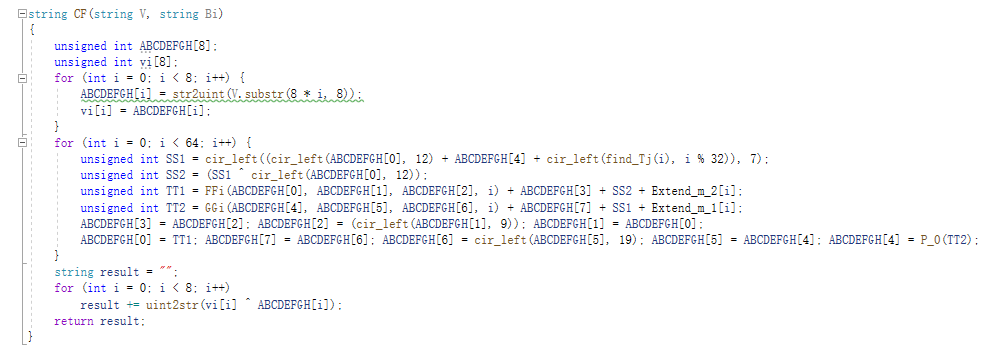 string CF(string V, string Bi)
{
unsigned int ABCDEFGH[8];
unsigned int vi[8];
for (int i = 0; i < 8; i++) {
ABCDEFGH[i] = str2uint(V.substr(8 * i, 8));
vi[i] = ABCDEFGH[i];
}
for (int i = 0; i < 64; i++) {
unsigned int SS1 = cir_left((cir_left(ABCDEFGH[0], 12) + ABCDEFGH[4] + cir_left(find_Tj(i), i % 32)), 7);
unsigned int SS2 = (SS1 ^ cir_left(ABCDEFGH[0], 12));
unsigned int TT1 = FFi(ABCDEFGH[0], ABCDEFGH[1], ABCDEFGH[2], i) + ABCDEFGH[3] + SS2 + Extend_m_2[i];
unsigned int TT2 = GGi(ABCDEFGH[4], ABCDEFGH[5], ABCDEFGH[6], i) + ABCDEFGH[7] + SS1 + Extend_m_1[i];
ABCDEFGH[3] = ABCDEFGH[2]; ABCDEFGH[2] = (cir_left(ABCDEFGH[1], 9)); ABCDEFGH[1] = ABCDEFGH[0];
ABCDEFGH[0] = TT1; ABCDEFGH[7] = ABCDEFGH[6]; ABCDEFGH[6] = cir_left(ABCDEFGH[5], 19); ABCDEFGH[5] = ABCDEFGH[4]; ABCDEFGH[4] = P_0(TT2);
}
string result = "";
for (int i = 0; i < 8; i++)
result += uint2str(vi[i] ^ ABCDEFGH[i]);
return result;
}